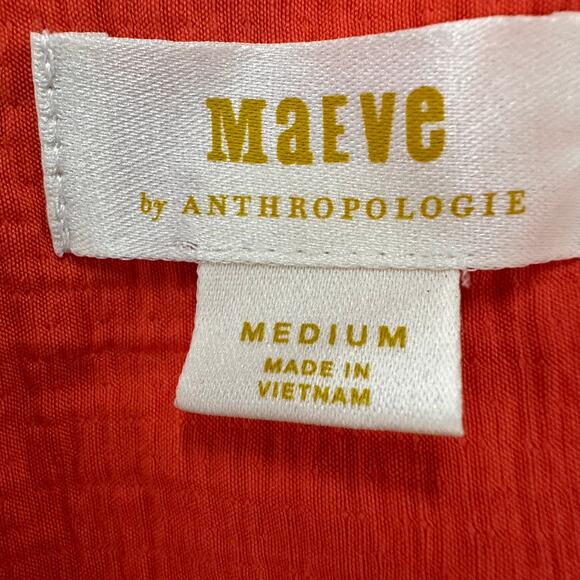 MaEVe
by ANTHROPOLOGIE
MEDIUM
MADE IN
VIETNAM